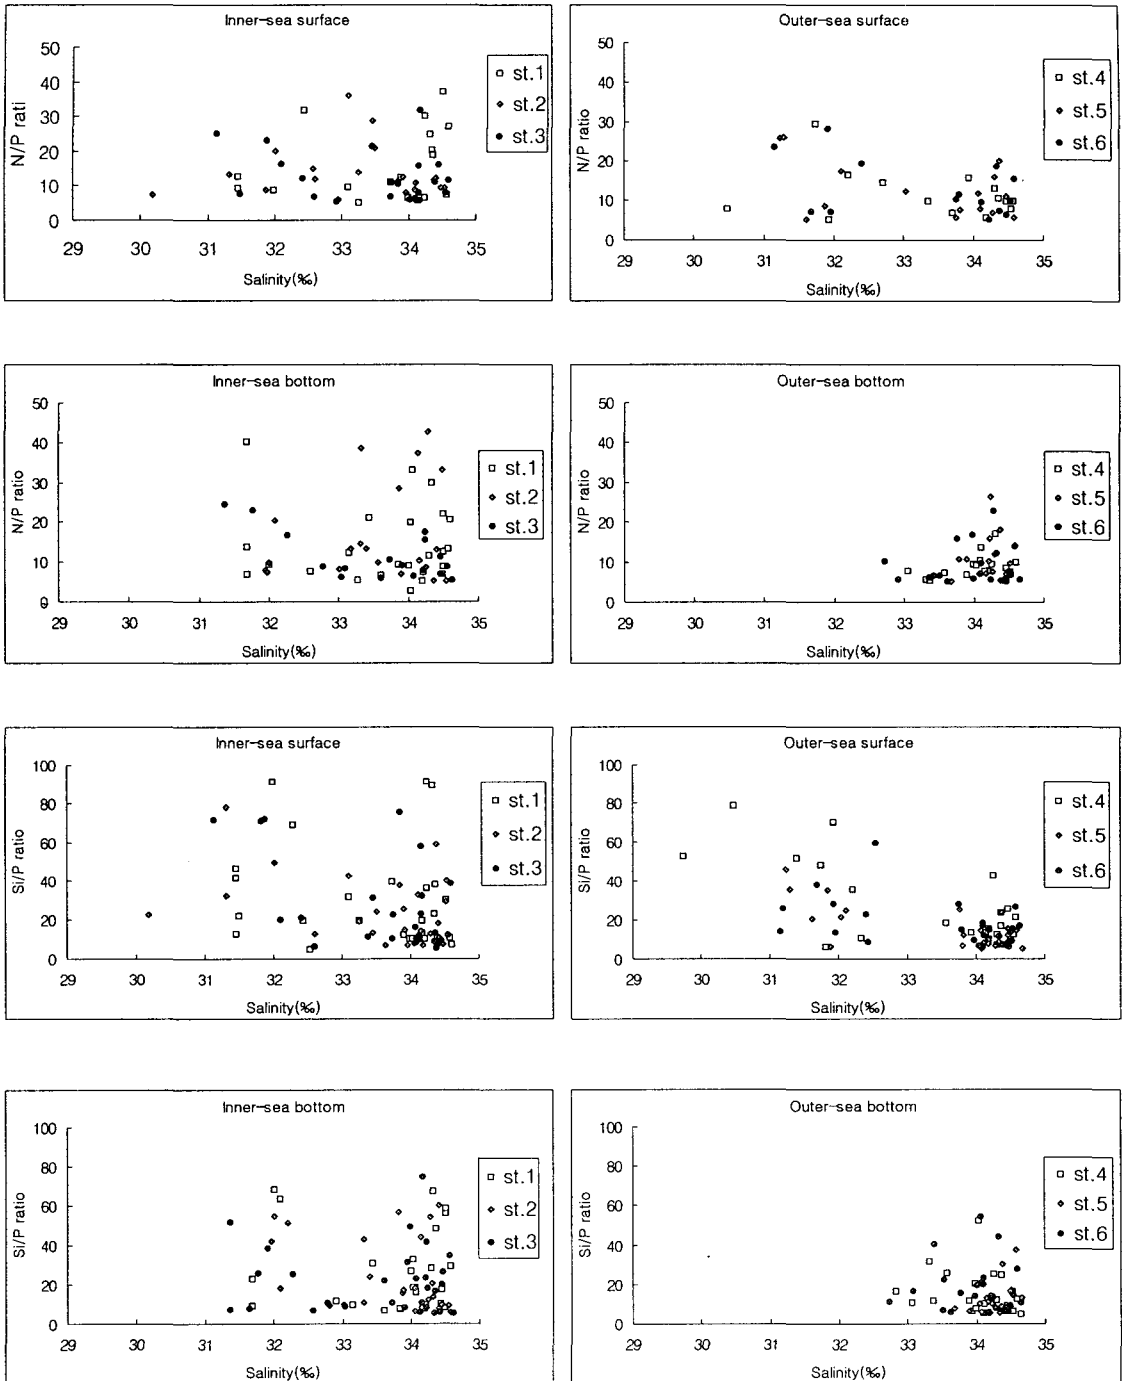 Inner-sea surface
N/P rati
50
40
30
20
10
0
29 30 31 32 33 34 35
Salinity(‰)
st.1
st.2
st.3
Outer-sea surface
N/P ratio
50
40
30
20
10
0
29 30 31 32 33 34 35
Salinity(‰)
st.4
st.5
st.6
Inner-sea bottom
N/P ratio
50
40
30
20
10
0
29 30 31 32 33 34 35
Salinity(‰)
st.1
st.2
st.3
Outer-sea bottom
N/P ratio
50
40
30
20
10
0
29 30 31 32 33 34 35
Salinity(‰)
st.4
st.5
st.6
Inner-sea surface
Si/P ratio
100
80
60
40
20
0
29 30 31 32 33 34 35
Salinity(‰)
st.1
st.2
st.3
Outer-sea surface
Si/P ratio
100
80
60
40
20
0
29 30 31 32 33 34 35
Salinity(‰)
st.4
st.5
st.6
Inner-sea bottom
Si/P ratio
100
80
60
40
20
0
29 30 31 32 33 34 35
Salinity(‰)
st.1
st.2
st.3
Outer-sea bottom
Si/P ratio
100
80
60
40
20
0
29 30 31 32 33 34 35
Salinity(‰)
st.4
st.5
st.6